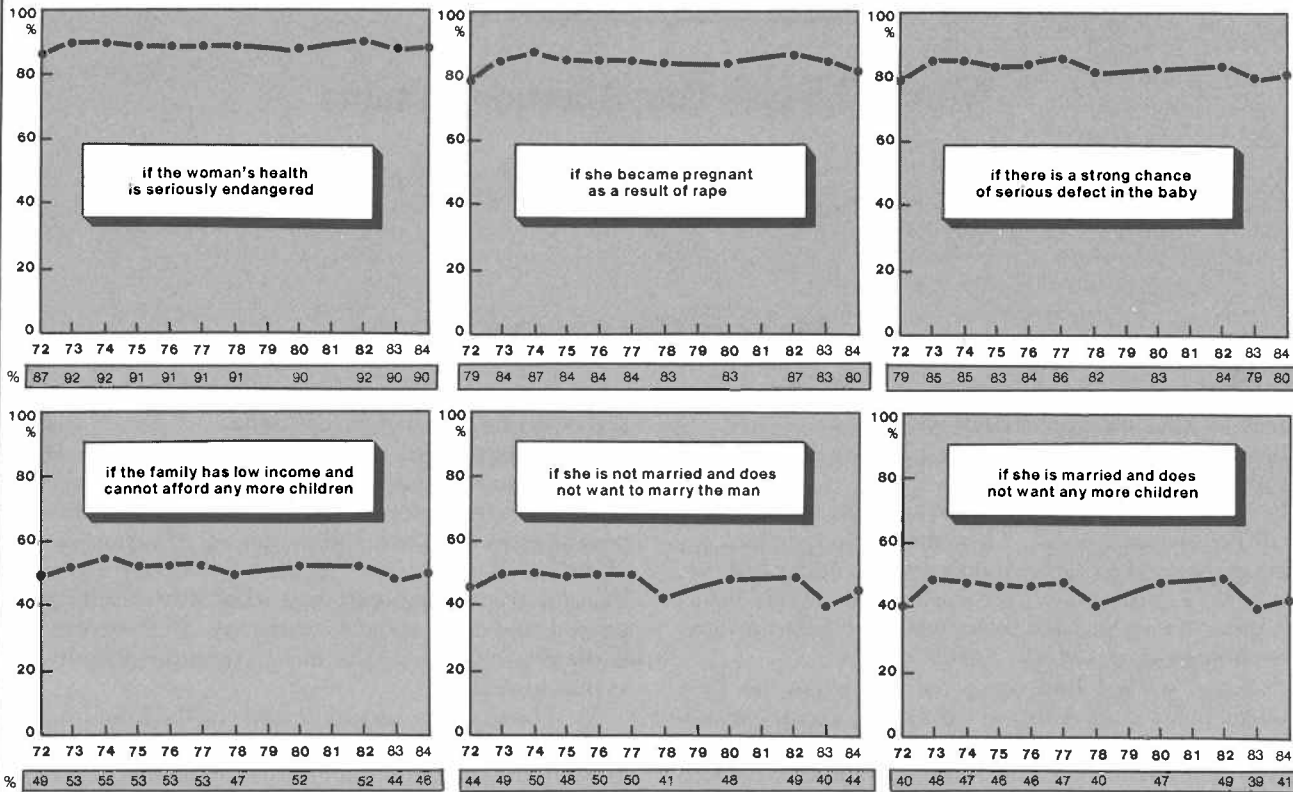 100
%
80
60
40
20
0
if the woman's health
is seriously endangered
72 73 74 75 76 77 78 79 80 81 82 83 84
% 87 92 92 91 91 91 91 90 92 90 90
100
%
80
60
40
20
0
if she became pregnant
as a result of rape
72 73 74 75 76 77 78 79 80 81 82 83 84
79 84 87 84 84 84 83 83 87 83 80
100
%
80
60
40
20
0
if there is a strong chance
of serious defect in the baby
72 73 74 75 76 77 78 79 80 81 82 83 84
79 85 85 83 84 86 82 83 84 79 80
100
%
80
60
40
20
0
if the family has low income and
cannot afford any more children
72 73 74 75 76 77 78 79 80 81 82 83 84
% 49 53 55 53 53 53 47 52 52 44 46
100
%
80
60
40
20
0
if she is not married and does
not want to marry the man
72 73 74 75 76 77 78 79 80 81 82 83 84
44 49 50 48 50 50 41 48 49 40 44
100
%
80
60
40
20
0
if she is married and does
not want any more children
72 73 74 75 76 77 78 79 80 81 82 83 84
40 48 47 46 46 47 40 47 49 39 41